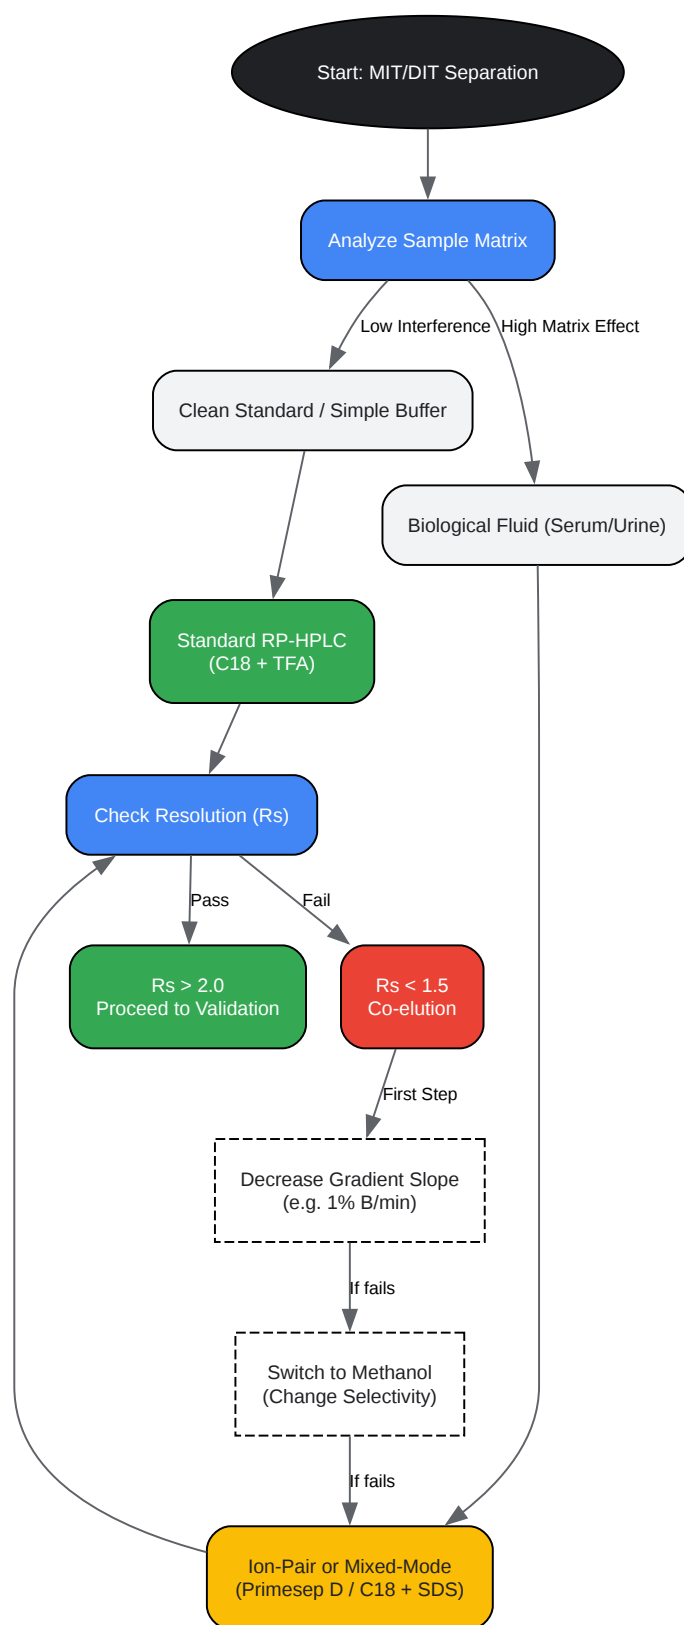 Start: MIT/DIT Separation
Analyze Sample Matrix
Low Interference
High Matrix Effect
Clean Standard / Simple Buffer
Biological Fluid (Serum/Urine)
Standard RP-HPLC
(C18 + TFA)
Check Resolution (Rs)
Pass
Fail
Rs > 2.0
Proceed to Validation
Rs < 1.5
Co-elution
First Step
Decrease Gradient Slope
(e.g. 1% B/min)
If fails
Switch to Methanol
(Change Selectivity)
If fails
Ion-Pair or Mixed-Mode
(Primesep D / C18 + SDS)